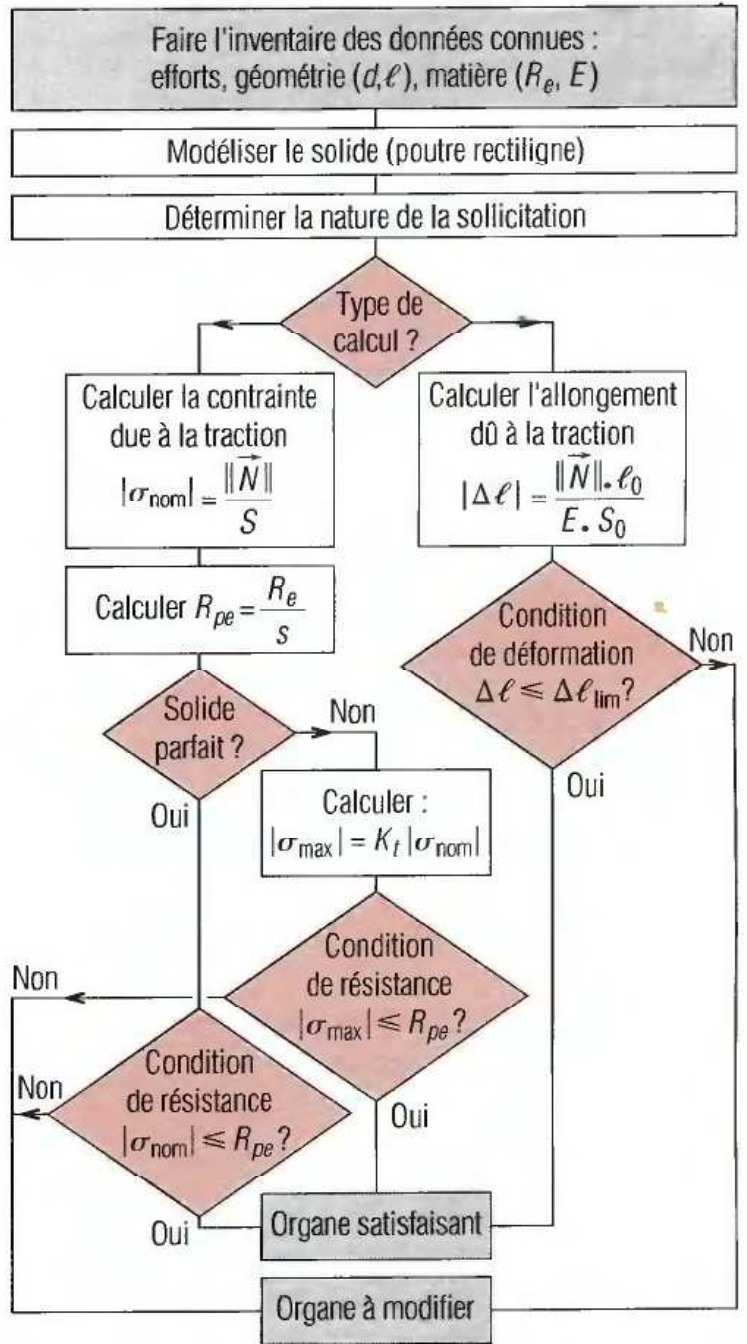 Faire l'inventaire des données connues :
efforts, géométrie (d,ℓ), matière (Re, E)
Modéliser le solide (poutre rectiligne)
Déterminer la nature de la sollicitation
Type de
calcul ?
Calculer la contrainte
due à la traction
|σnom| = ||N⃗|| / S
Calculer Rpe = Re / s
Solide
parfait ?
Non
Oui
Calculer :
|σmax| = Kt |σnom|
Condition
de résistance
|σmax| ≤ Rpe ?
Non
Oui
Condition
de résistance
|σnom| ≤ Rpe ?
Non
Oui
Calculer l'allongement
dû à la traction
|Δℓ| = ||N⃗|| . ℓ0 / E . S0
Condition
de déformation
Δℓ ≤ Δℓlim ?
Non
Oui
Organe satisfaisant
Organe à modifier